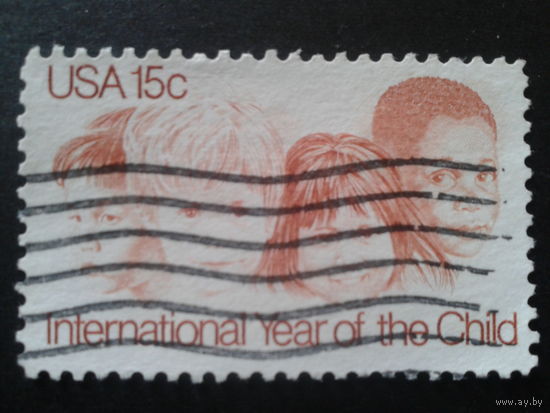 USA 15c
International Year of the Child
www.ay.by